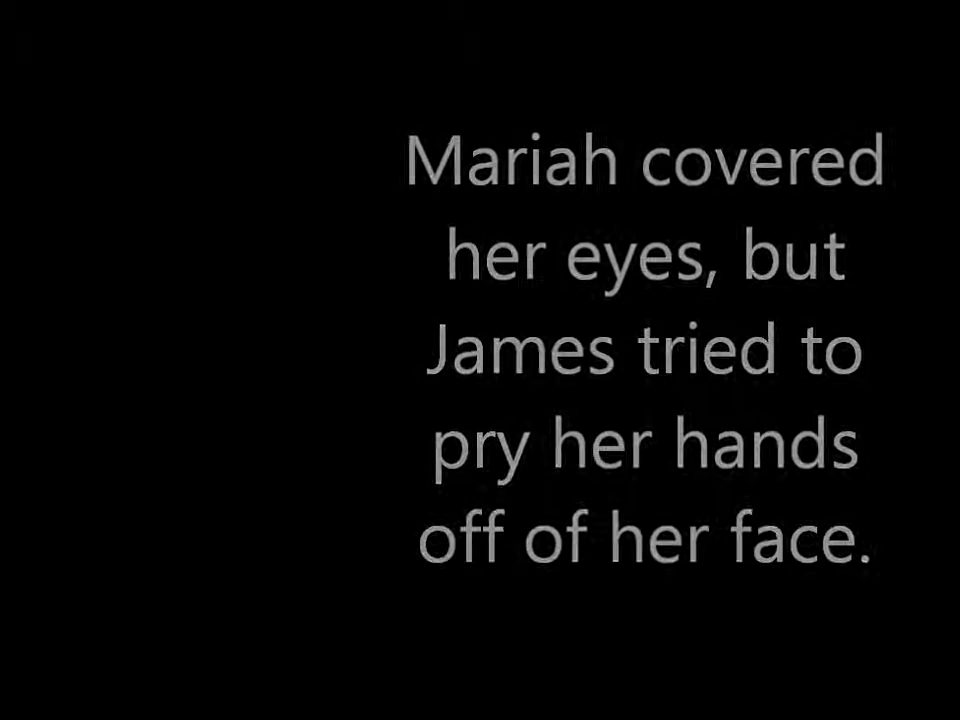 Mariah covered
her eyes, but
James tried to
pry her hands
off of her face.